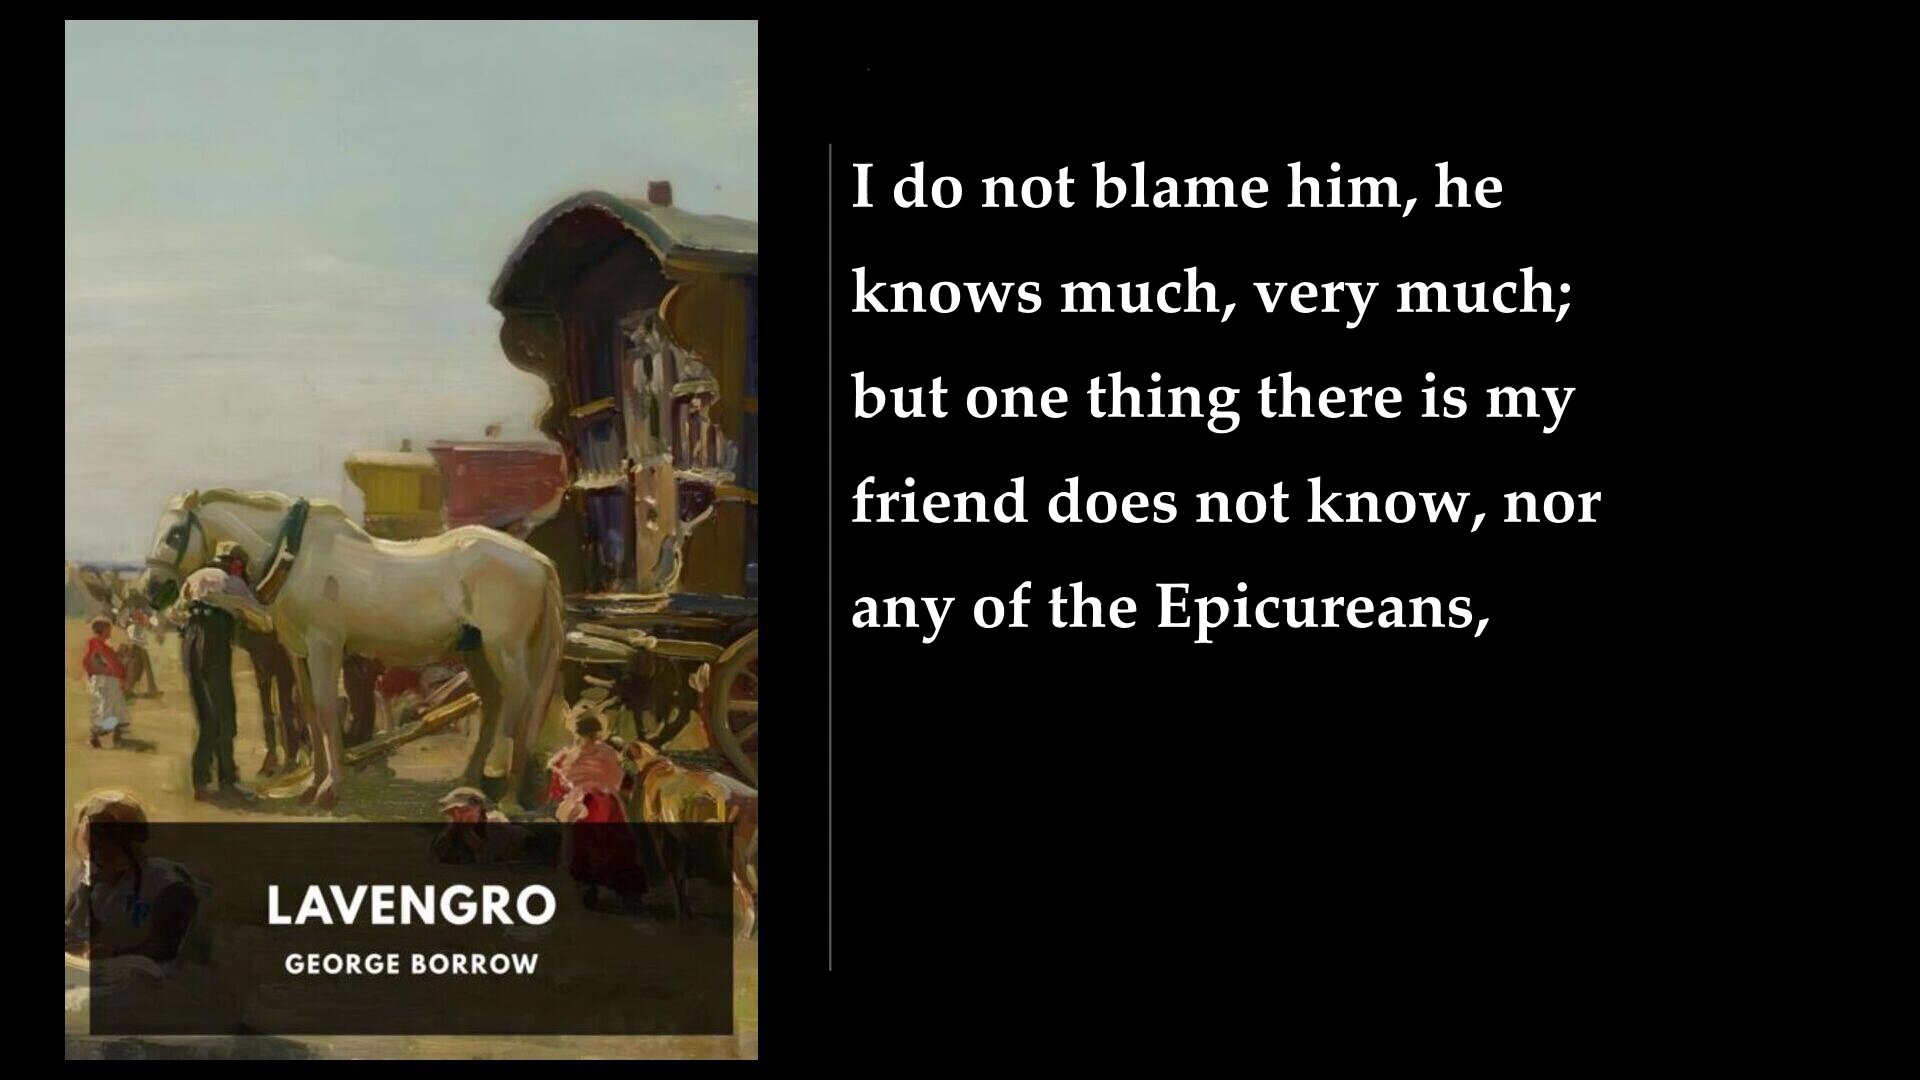 I do not blame him, he
knows much, very much;
but one thing there is my
friend does not know, nor
any of the Epicureans,
LAVENGRO
GEORGE BORROW